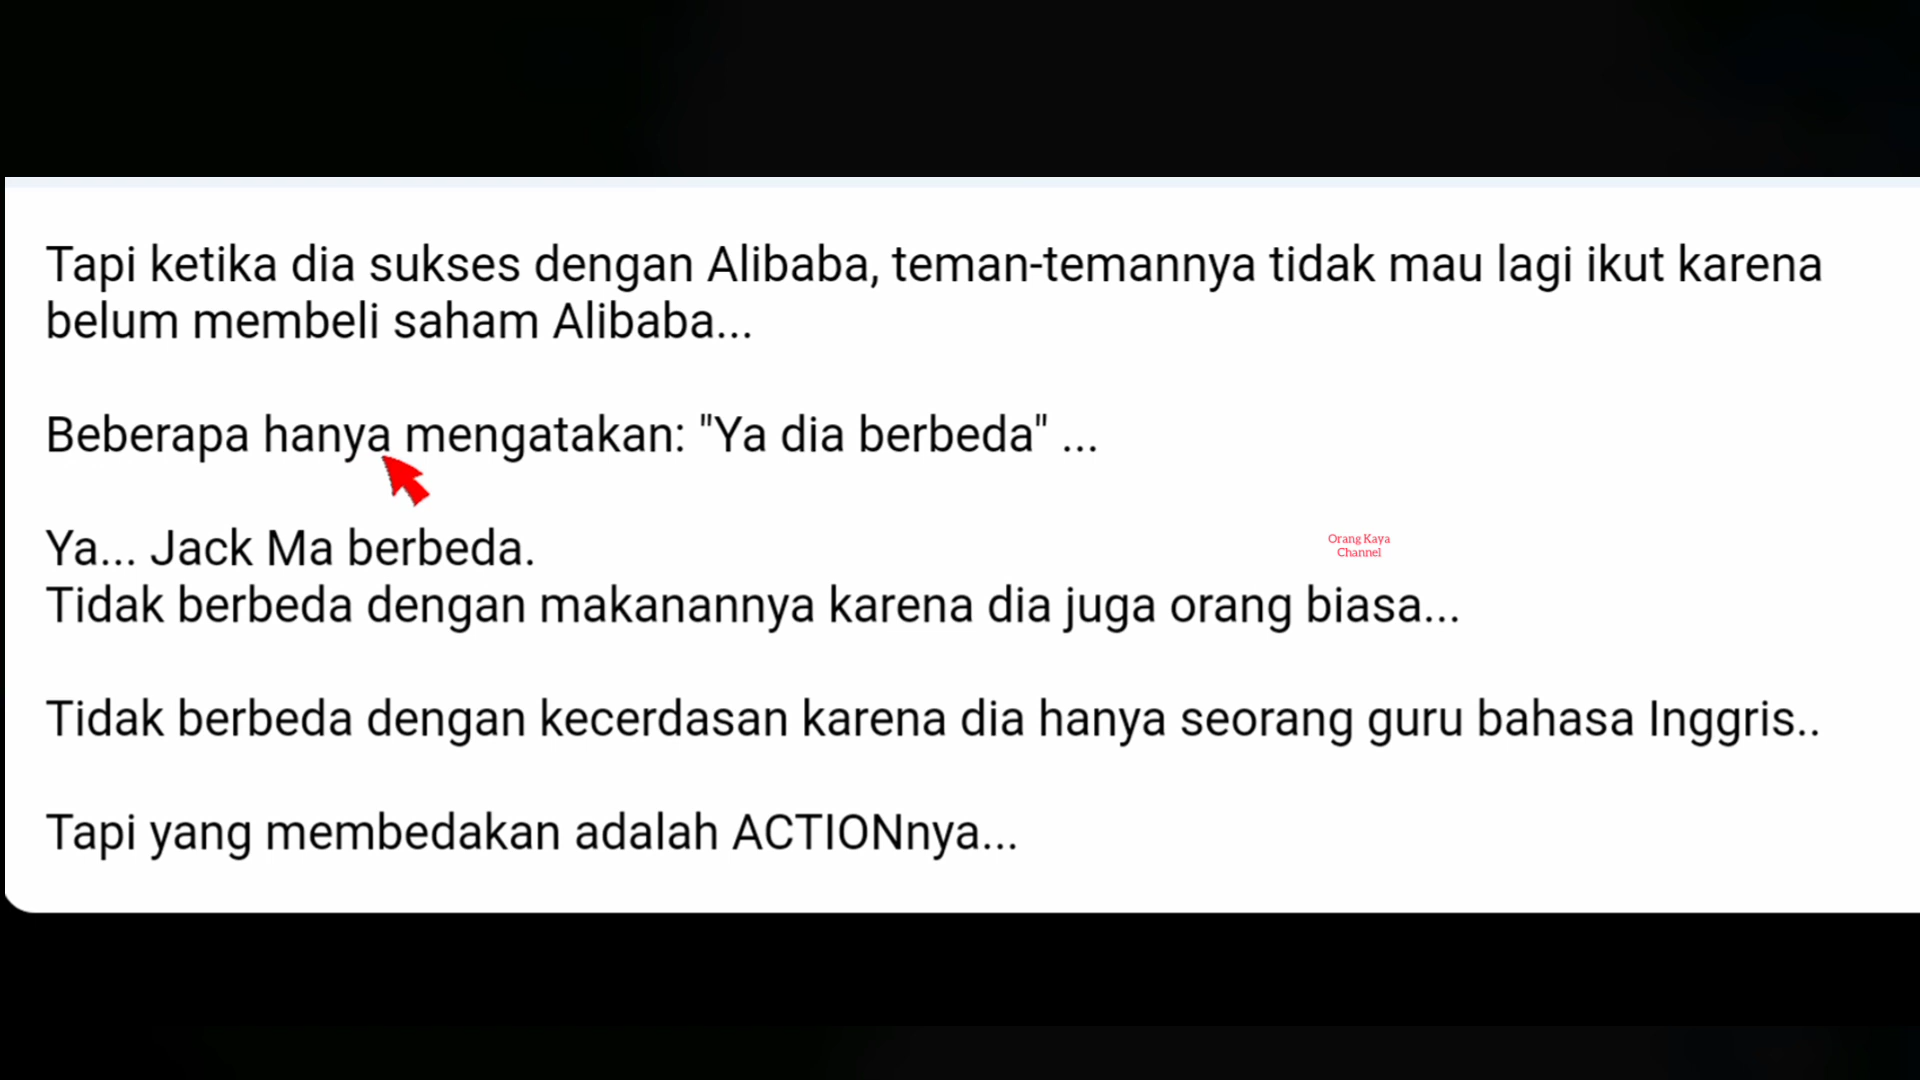 Tapi ketika dia sukses dengan Alibaba, teman-temannya tidak mau lagi ikut karena
belum membeli saham Alibaba...
Beberapa hanya mengatakan: "Ya dia berbeda" ...
Ya... Jack Ma berbeda.
Orang Kaya
Channel
Tidak berbeda dengan makanannya karena dia juga orang biasa...
Tidak berbeda dengan kecerdasan karena dia hanya seorang guru bahasa Inggris..
Tapi yang membedakan adalah ACTIONnya...